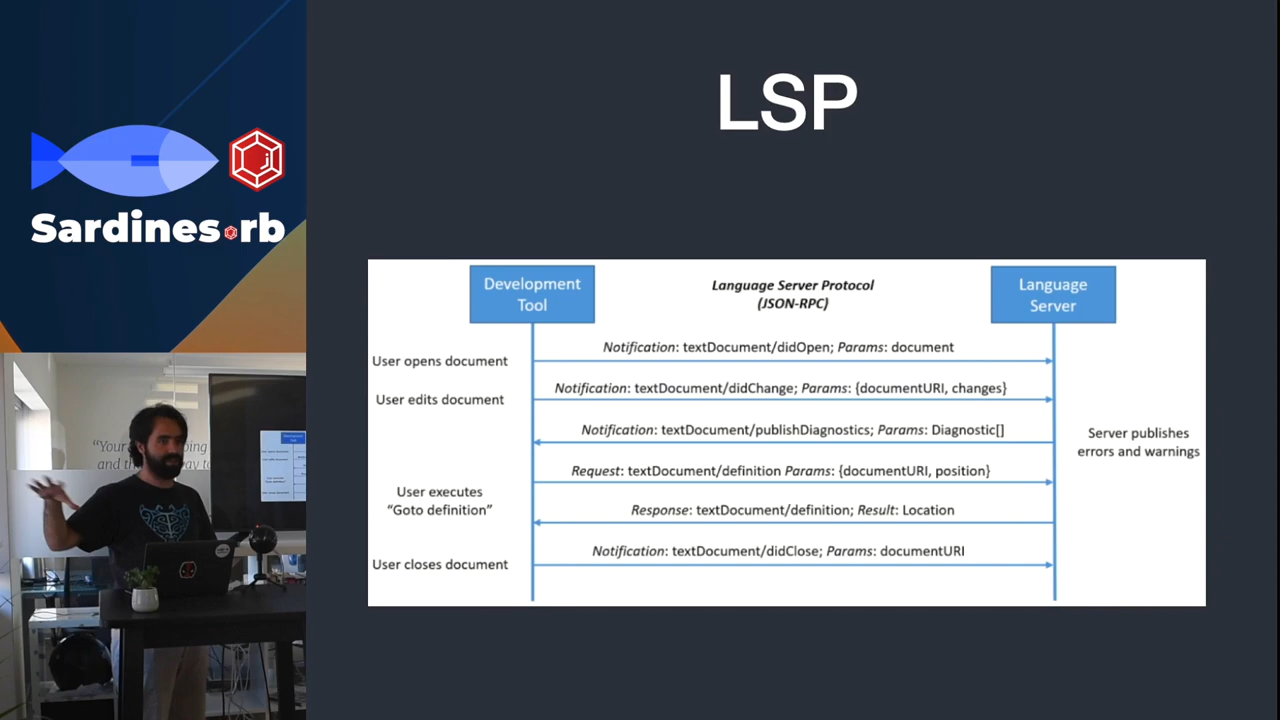 LSP
Sardines.rb
Development
Tool
Language Server Protocol
(JSON-RPC)
Language
Server
User opens document
Notification: textDocument/didOpen; Params: document
User edits document
Notification: textDocument/didChange; Params: {documentURI, changes}
Notification: textDocument/publishDiagnostics; Params: Diagnostic[]
Server publishes
errors and warnings
Request: textDocument/definition Params: {documentURI, position}
User executes
“Goto definition”
Response: textDocument/definition; Result: Location
User closes document
Notification: textDocument/didClose; Params: documentURI